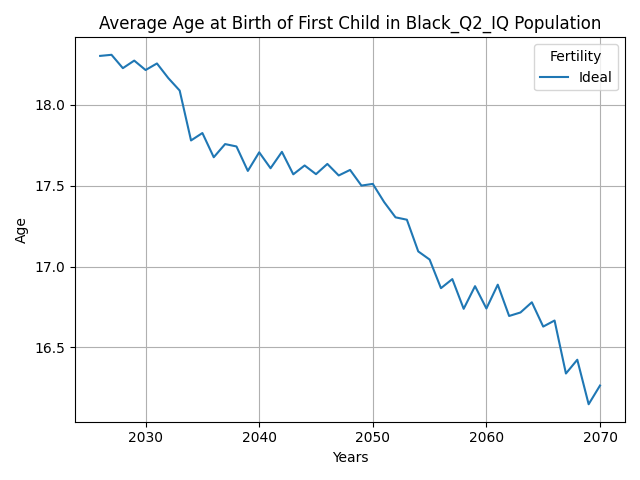 Average Age at Birth of First Child in Black_Q2_IQ Population
Fertility
Ideal
Age
18.0
17.5
17.0
16.5
2030 2040 2050 2060 2070
Years